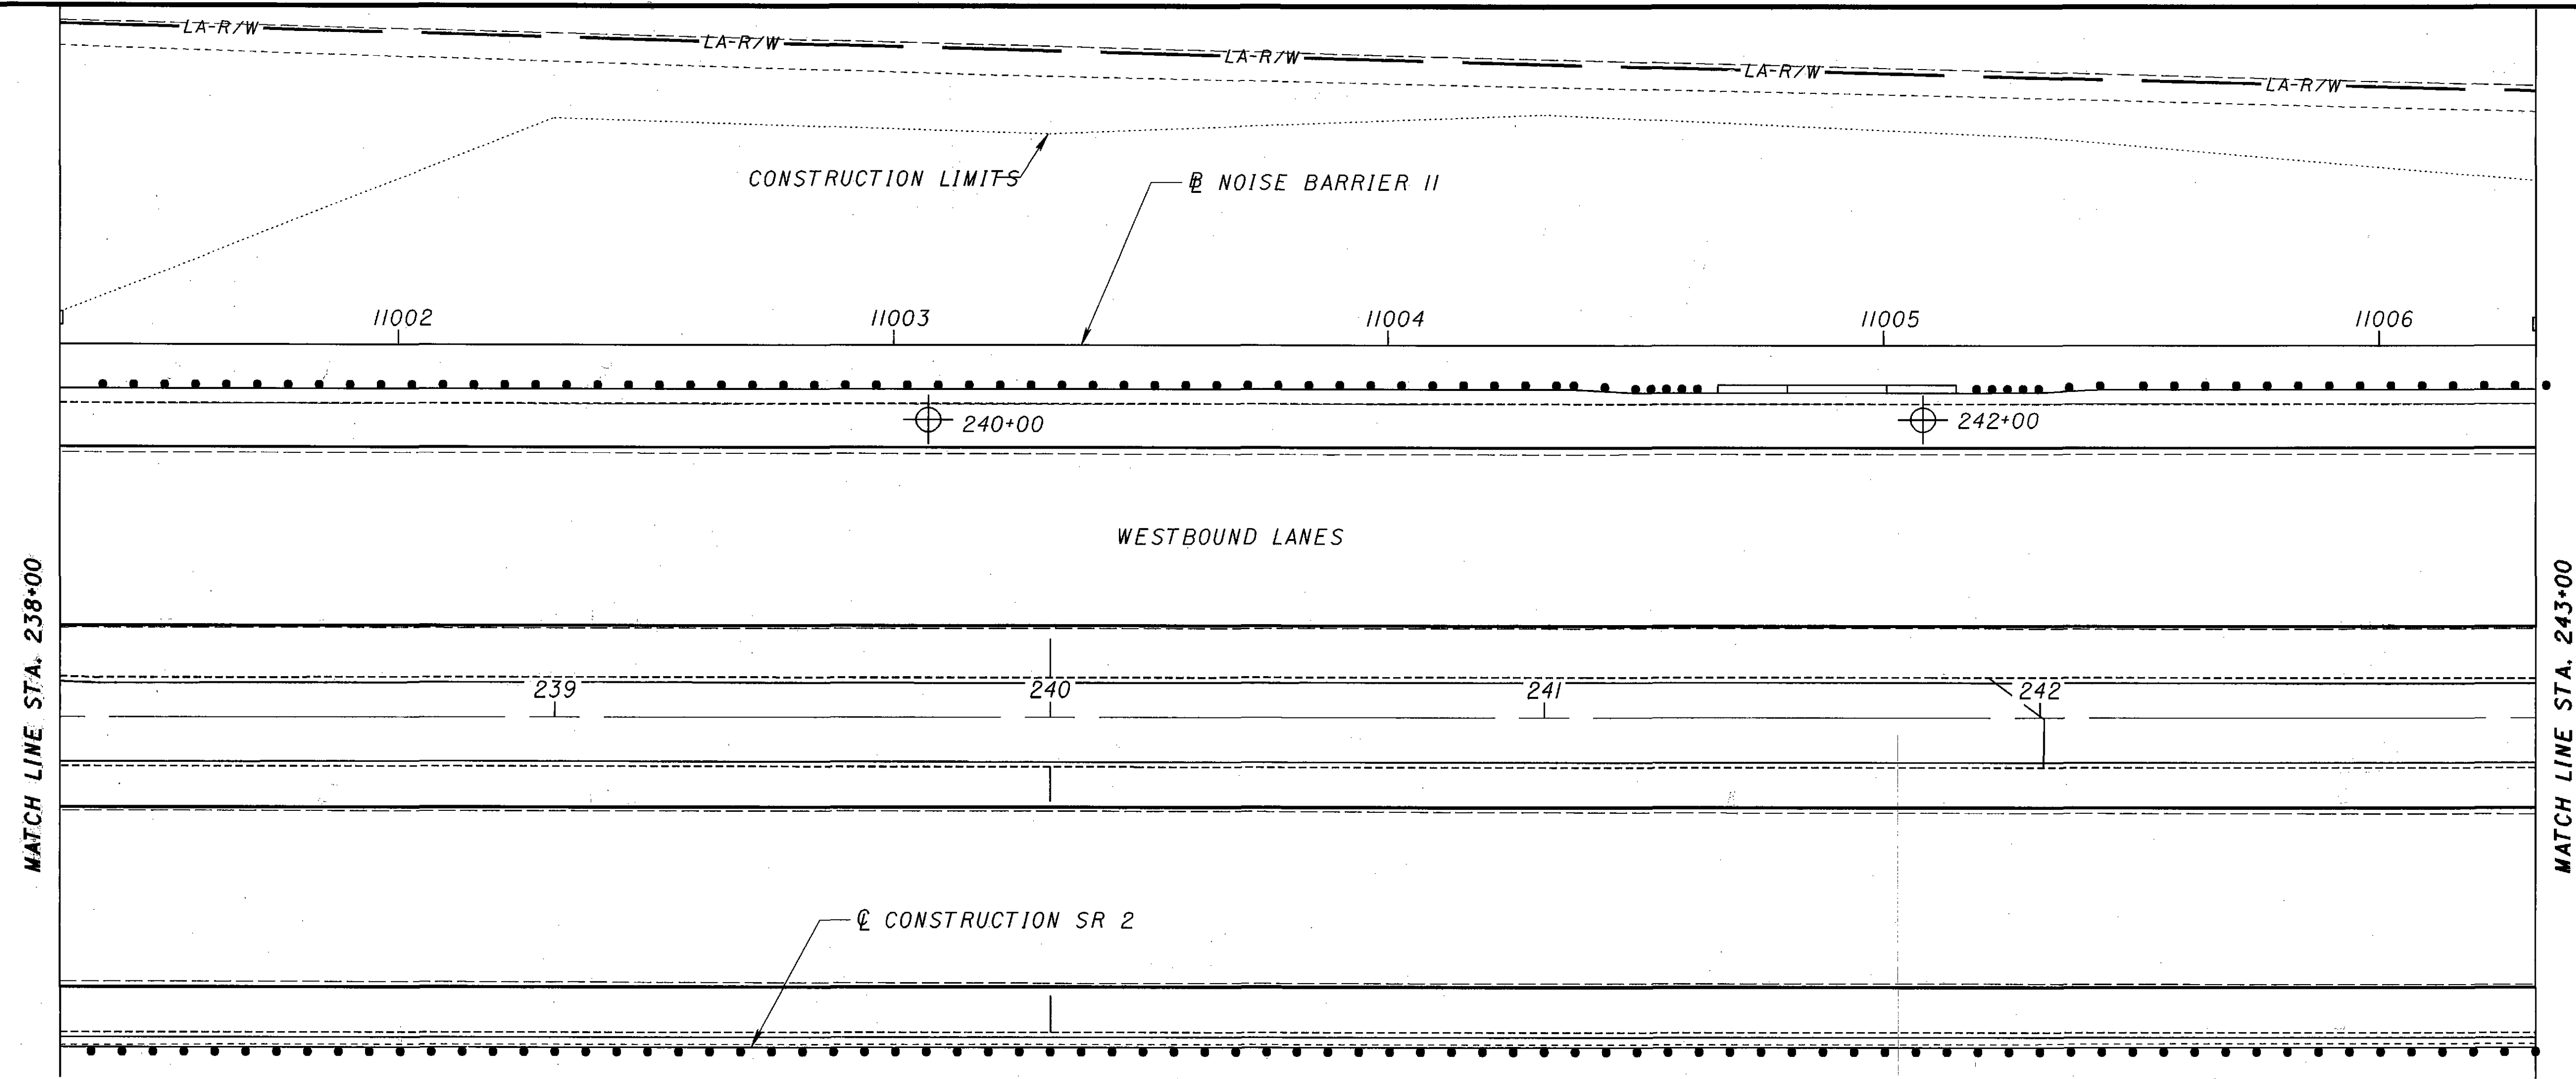 LA-R/W
LA-R/W
LA-R/W
LA-R/W
LA-R/W
CONSTRUCTION LIMITS
℄ NOISE BARRIER 11
11002 11003 11004 11005 11006
240+00 242+00
WESTBOUND LANES
MATCH LINE STA. 238+00
MATCH LINE STA. 243+00
239 240 241 242
℄ CONSTRUCTION SR 2